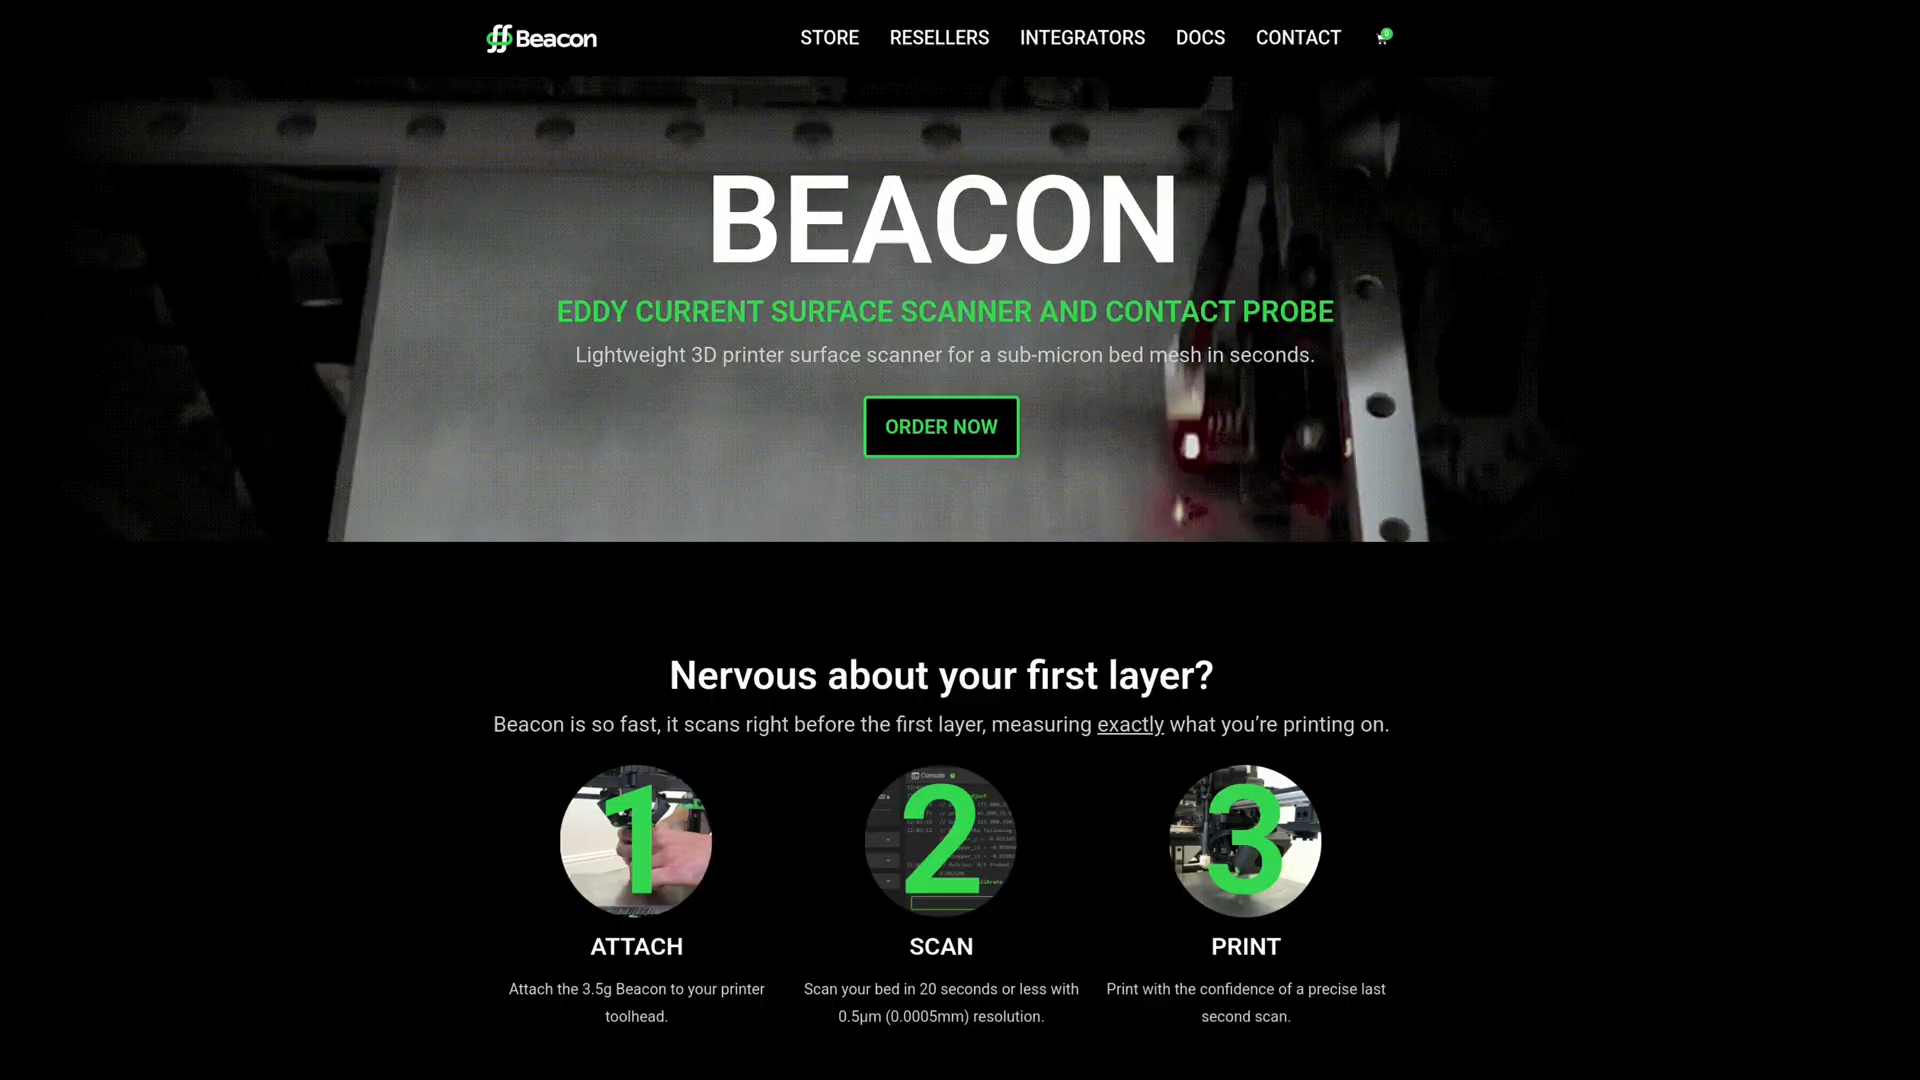 Beacon
STORE RESELLERS INTEGRATORS DOCS CONTACT
BEACON
EDDY CURRENT SURFACE SCANNER AND CONTACT PROBE
Lightweight 3D printer surface scanner for a sub-micron bed mesh in seconds.
ORDER NOW
Nervous about your first layer?
Beacon is so fast, it scans right before the first layer, measuring exactly what you’re printing on.
Console
1 2 3
ATTACH SCAN PRINT
Attach the 3.5g Beacon to your printer
toolhead.
Scan your bed in 20 seconds or less with
0.5µm (0.0005mm) resolution.
Print with the confidence of a precise last
second scan.